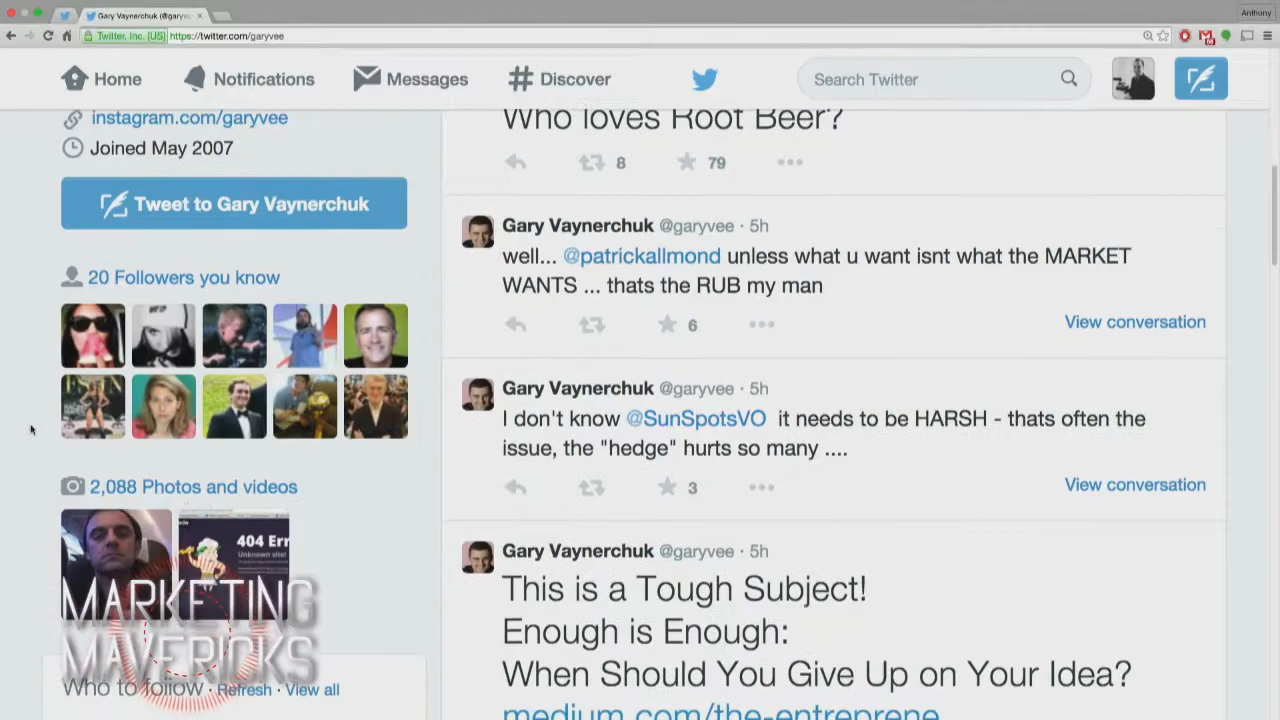 Gary Vaynerchuk (@garyv
Anthony
Twitter, Inc. [US]
https://twitter.com/garyvee
Home
Notifications
Messages
Discover
Search Twitter
instagram.com/garyvee
Joined May 2007
Tweet to Gary Vaynerchuk
20 Followers you know
2,088 Photos and videos
404 Err
Unknown site!
MARKETING
MAVERICKS
Who to follow · Refresh · View all
Who loves Root Beer?
8 79
Gary Vaynerchuk @garyvee · 5h
well... @patrickallmond unless what u want isnt what the MARKET
WANTS ... thats the RUB my man
6
View conversation
Gary Vaynerchuk @garyvee · 5h
I don't know @SunSpotsVO it needs to be HARSH - thats often the
issue, the "hedge" hurts so many ....
3
View conversation
Gary Vaynerchuk @garyvee · 5h
This is a Tough Subject!
Enough is Enough:
When Should You Give Up on Your Idea?
medium.com/the-entreprene